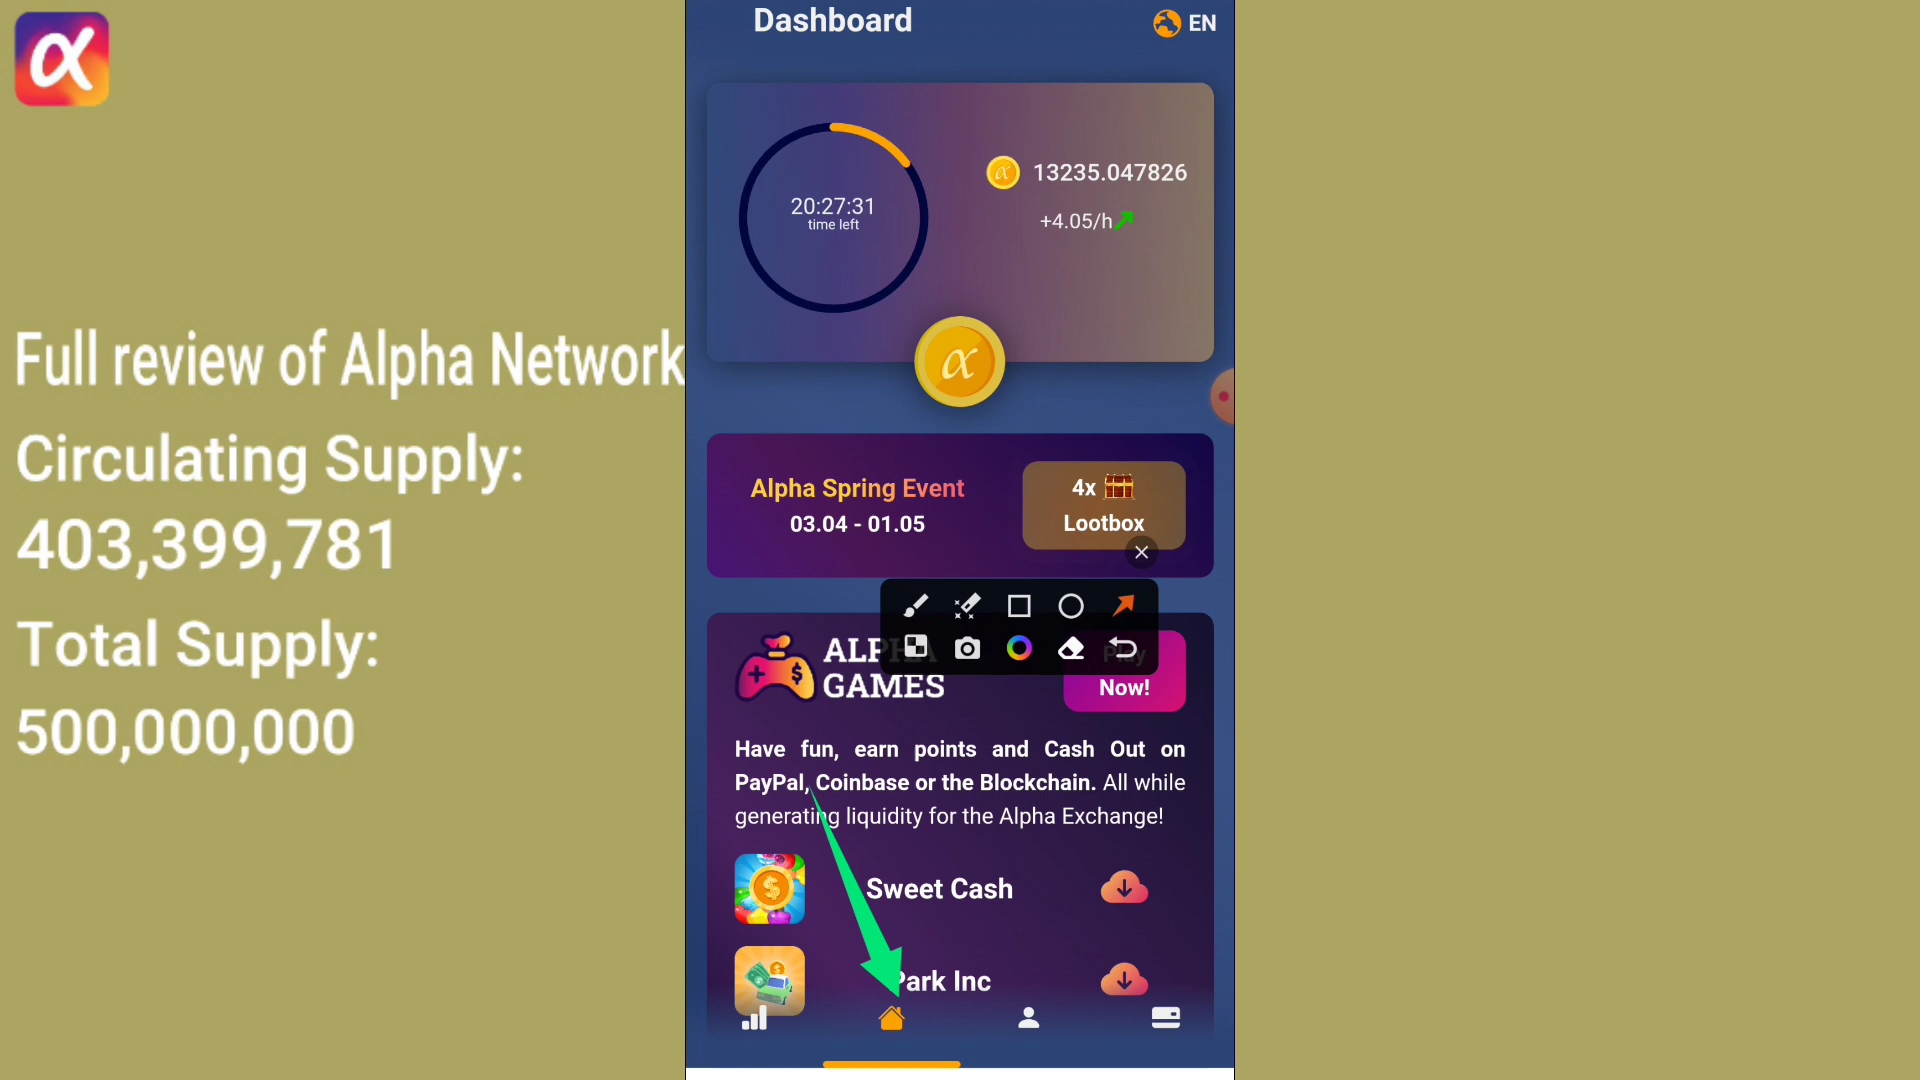 α
Full review of Alpha Network
Circulating Supply:
403,399,781
Total Supply:
500,000,000
Dashboard
EN
20:27:31
time left
α 13235.047826
+4.05/h
α
Alpha Spring Event
03.04 - 01.05
4x
Lootbox
ALPHA
GAMES
Play
Now!
Have fun, earn points and Cash Out on
PayPal, Coinbase or the Blockchain. All while
generating liquidity for the Alpha Exchange!
Sweet Cash
Park Inc